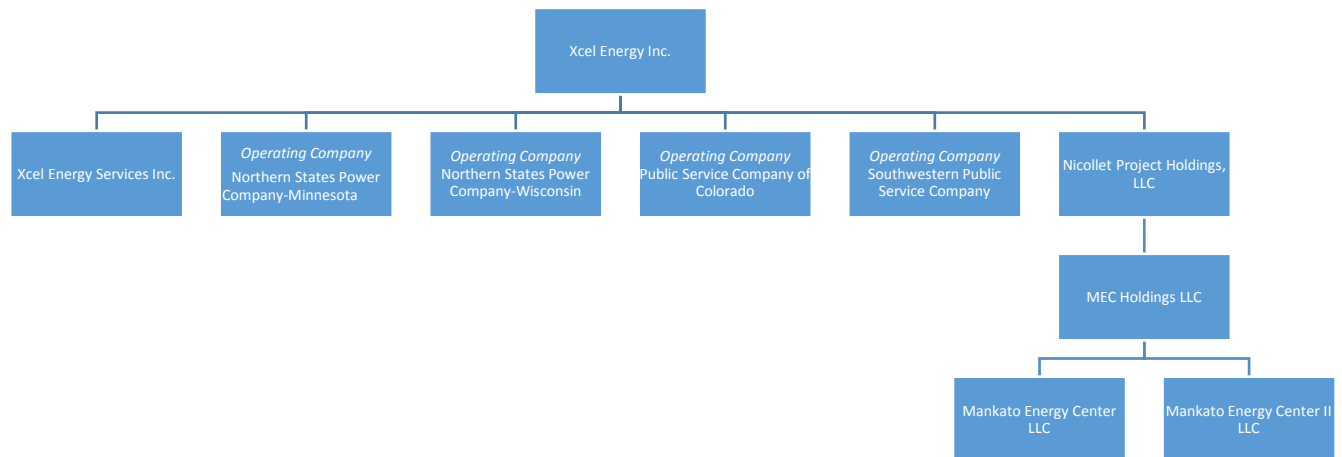 Xcel Energy Inc.
Xcel Energy Services Inc.
Operating Company
Northern States Power
Company-Minnesota
Operating Company
Northern States Power
Company-Wisconsin
Operating Company
Public Service Company of
Colorado
Operating Company
Southwestern Public
Service Company
Nicollet Project Holdings,
LLC
MEC Holdings LLC
Mankato Energy Center
LLC
Mankato Energy Center II
LLC